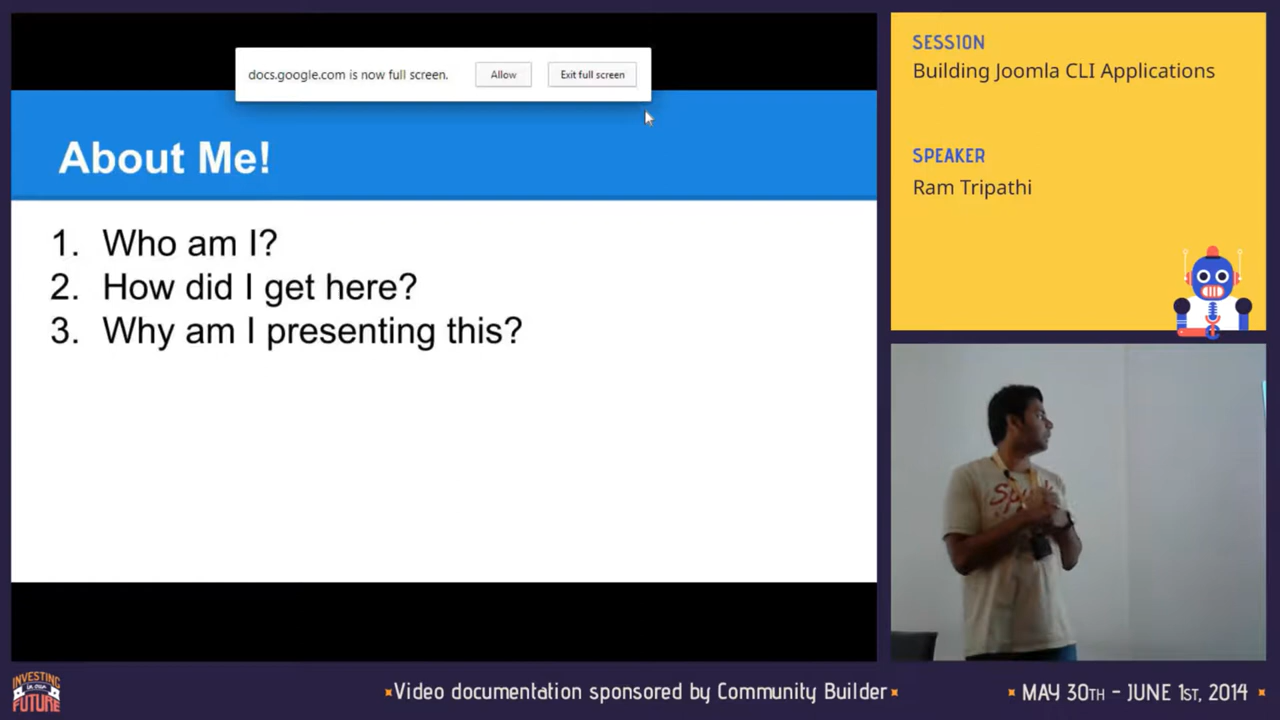 docs.google.com is now full screen.
Allow
Exit full screen
About Me!
1. Who am I?
2. How did I get here?
3. Why am I presenting this?
SESSION
Building Joomla CLI Applications
SPEAKER
Ram Tripathi
INVESTING
in our
FUTURE
Video documentation sponsored by Community Builder
MAY 30TH - JUNE 1ST, 2014